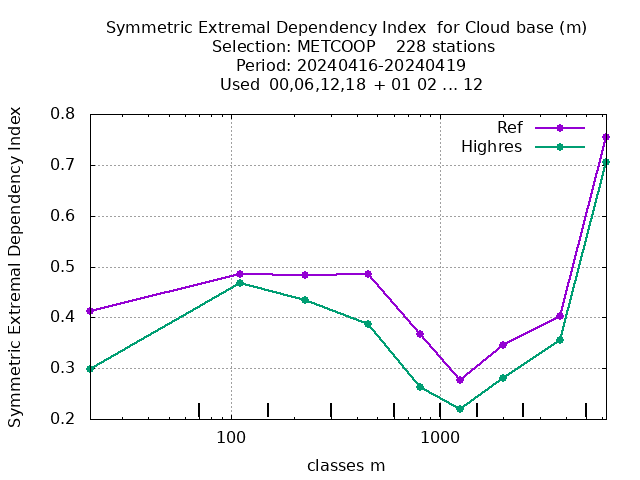 Symmetric Extremal Dependency Index  for Cloud base (m)
Selection: METCOOP    228 stations
Period: 20240416-20240419
Used  00,06,12,18  + 01 02 ... 12
Symmetric Extremal Dependency Index
0.8
0.7
0.6
0.5
0.4
0.3
0.2
Ref
Highres
100
1000
classes m